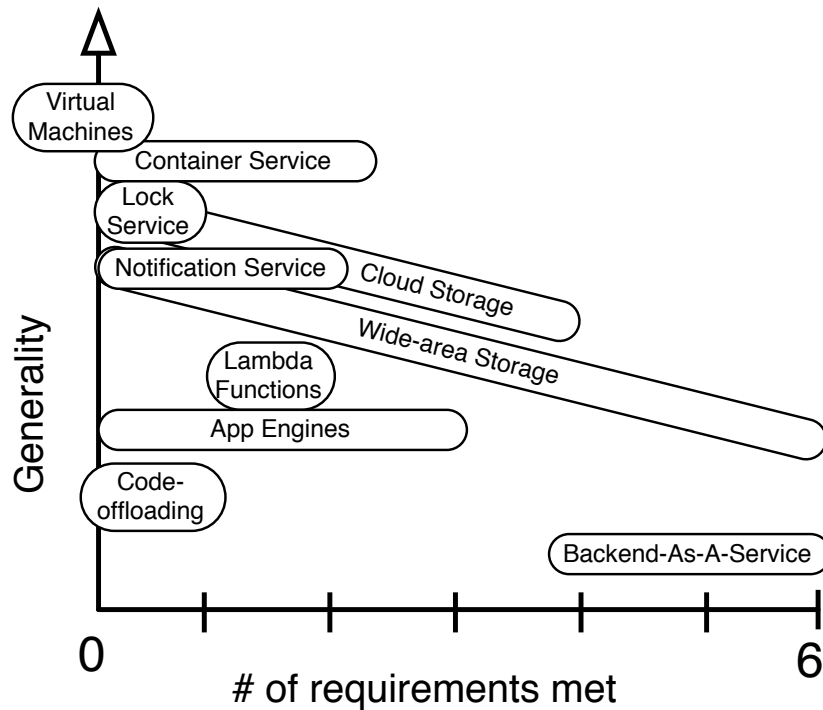 Virtual
Machines
Container Service
Lock
Service
Notification Service
Cloud Storage
Wide-area Storage
Lambda
Functions
App Engines
Code-
offloading
Backend-As-A-Service
Generality
0
6
# of requirements met